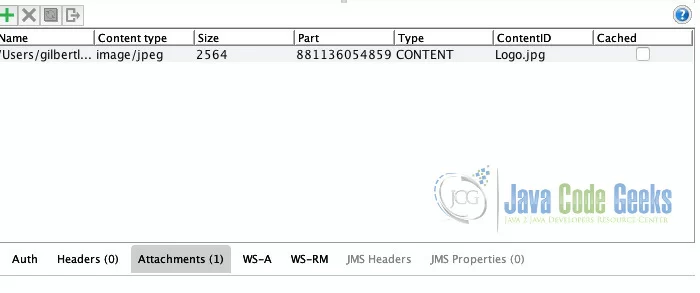 Name Content type Size Part Type ContentID Cached
/Users/gilbertl... image/jpeg 2564 881136054859 CONTENT Logo.jpg
JCG Java Code Geeks
JAVA 2 JAVA DEVELOPERS RESOURCE CENTER
Auth Headers (0) Attachments (1) WS-A WS-RM JMS Headers JMS Properties (0)